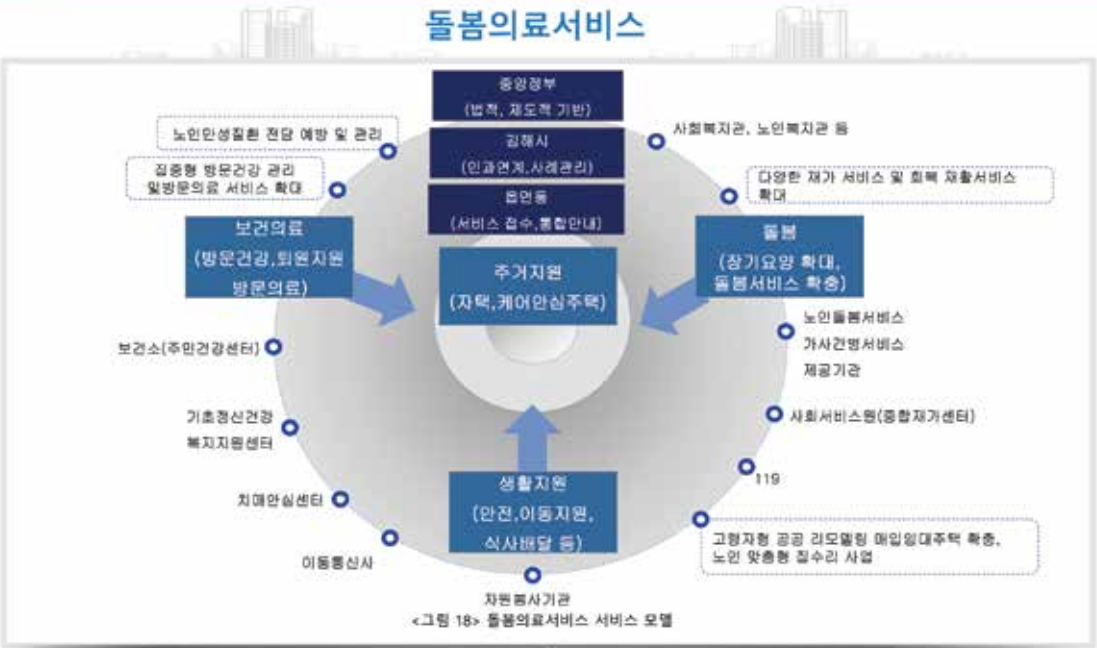 돌봄의료서비스
중앙정부
(법적, 제도적 기반)
김해시
(인과연계,사례관리)
읍면동
(서비스 접수,통합안내)
주거지원
(자택,케어안심주택)
노인만성질환 전담 예방 및 관리
집중형 방문건강 관리
및방문의료 서비스 확대
보건의료
(방문건강,퇴원지원
방문의료)
보건소(주민건강센터)
기초정신건강
복지지원센터
치매안심센터
이동통신사
사회복지관, 노인복지관 등
다양한 재가 서비스 및 회복 재활서비스
확대
돌봄
(장기요양 확대,
돌봄서비스 확충)
노인돌봄서비스
가사간병서비스
제공기관
사회서비스원(종합재가센터)
119
고령자형 공공 리모델링 매입임대주택 확충,
노인 맞춤형 집수리 사업
생활지원
(안전,이동지원,
식사배달 등)
자원봉사기관
<그림 18> 돌봄의료서비스 서비스 모델